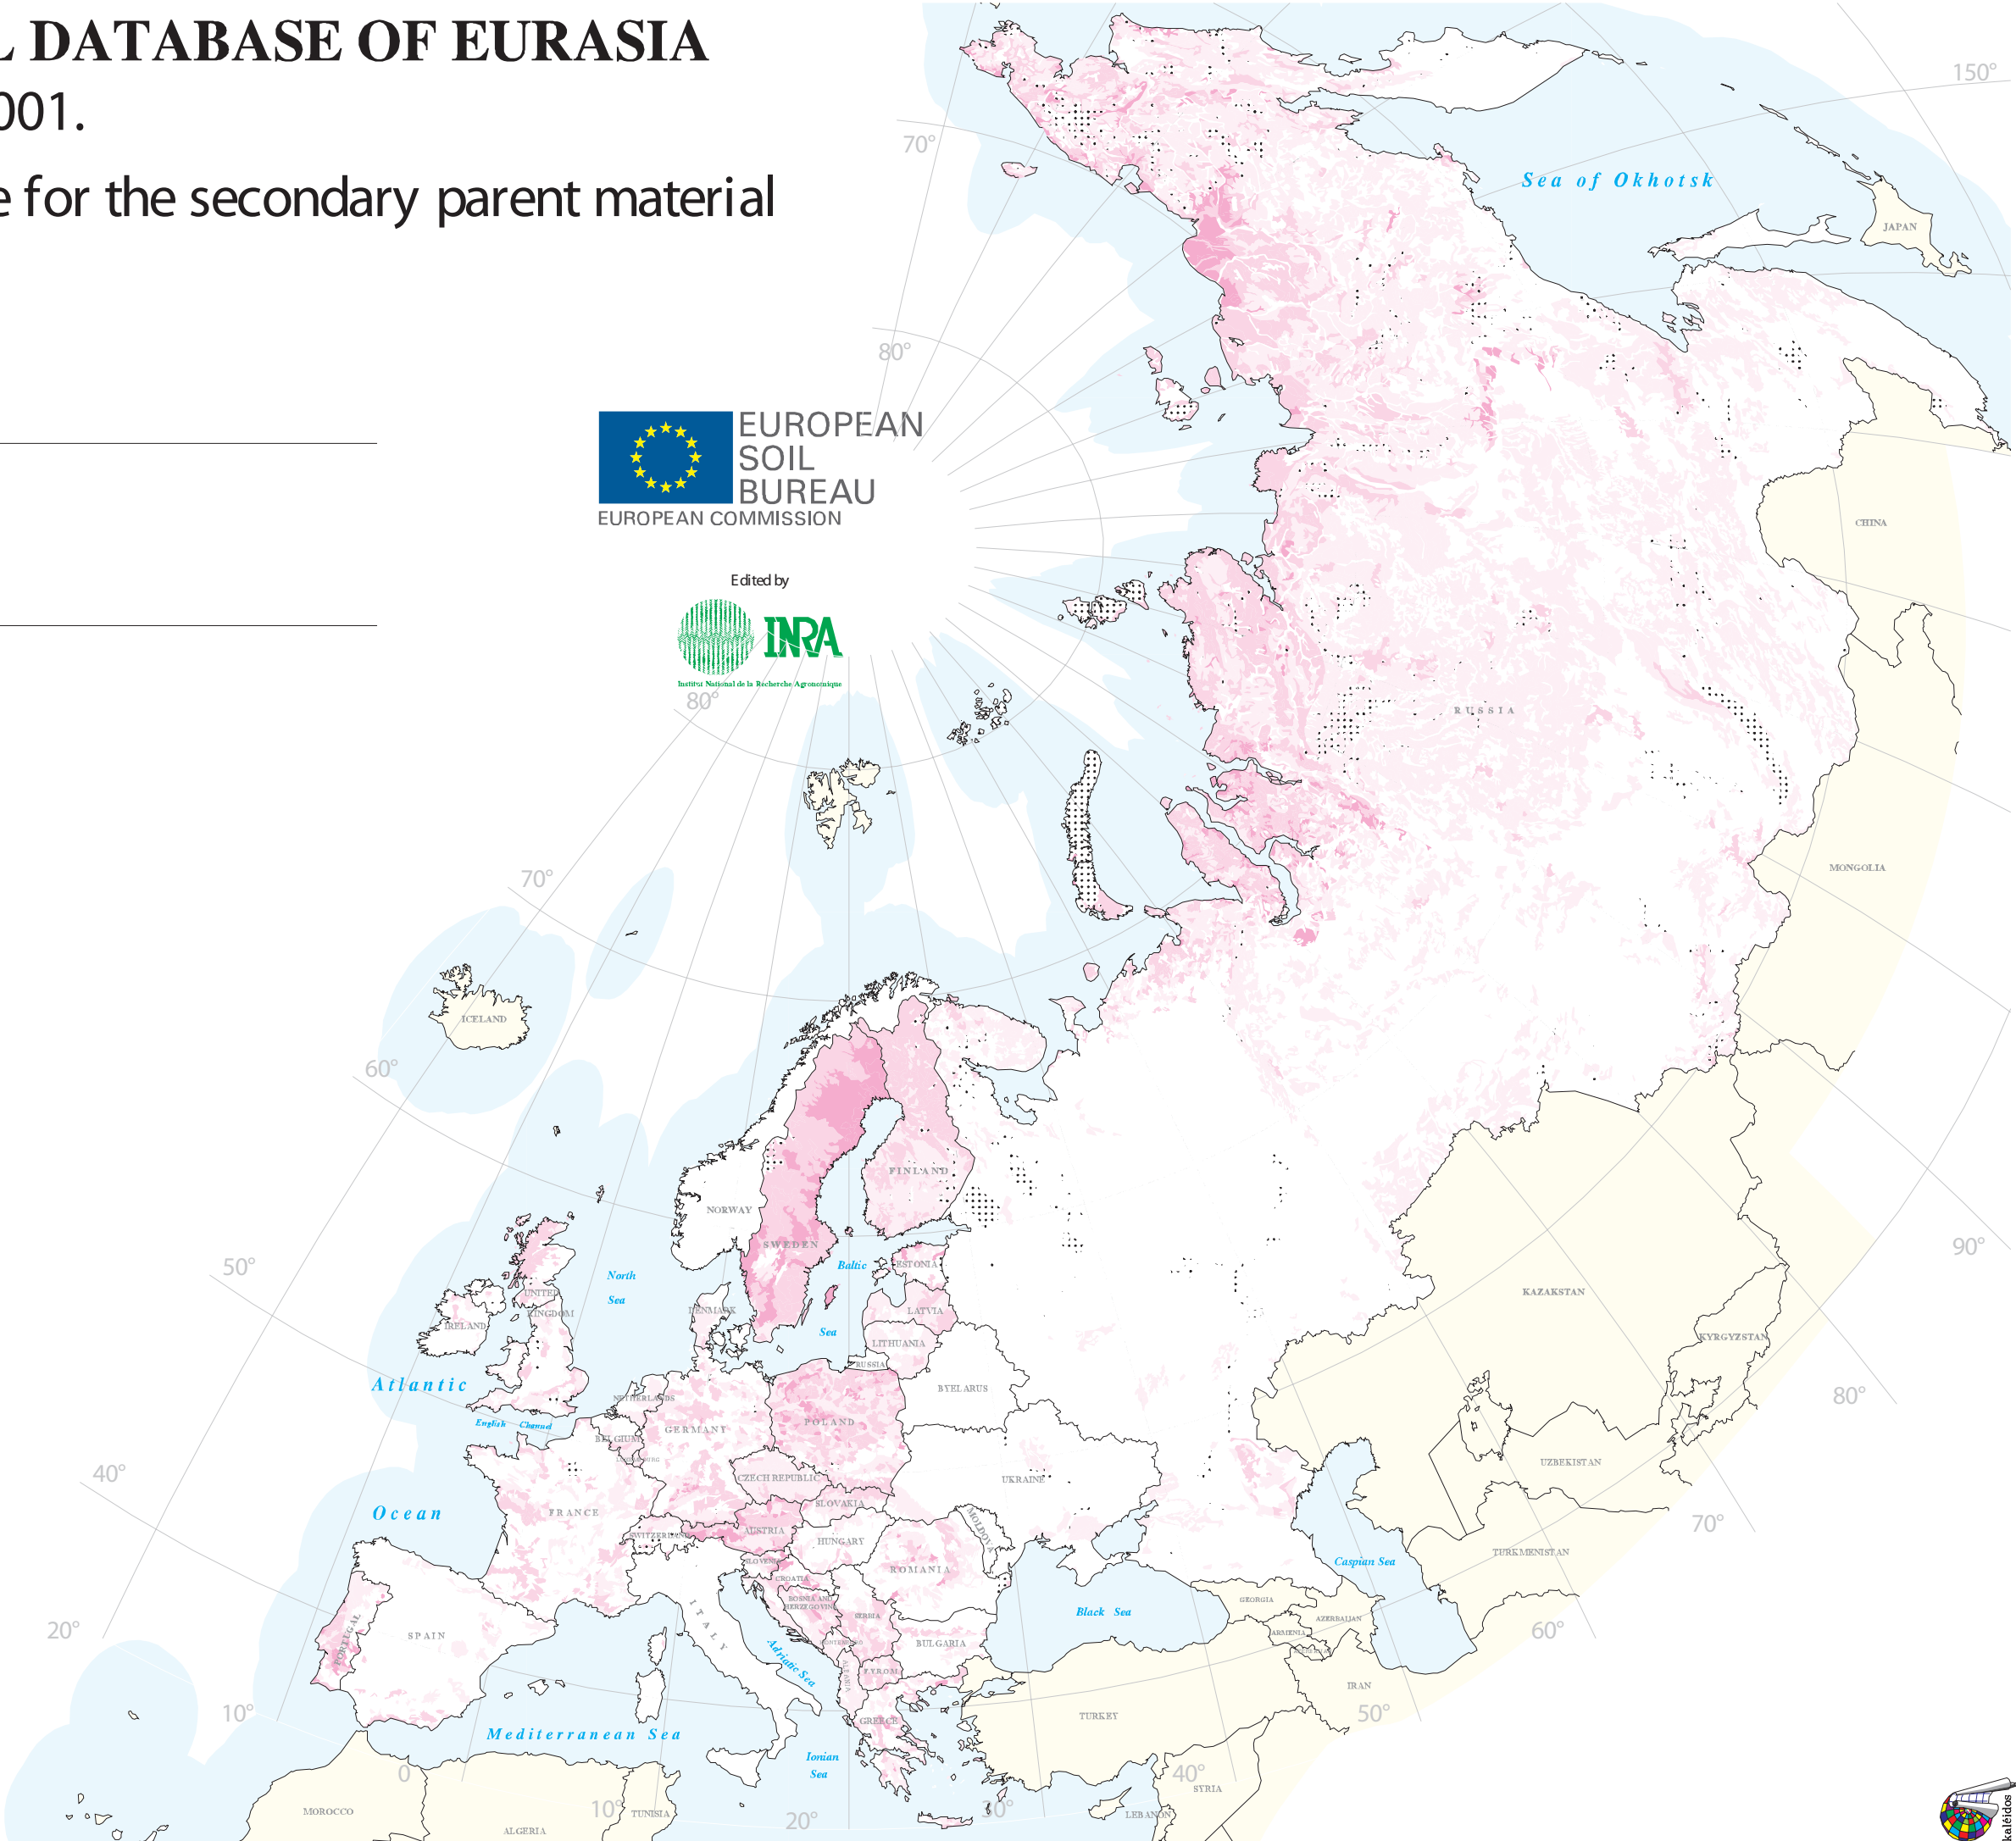 L DATABASE OF EURASIA
001.
e for the secondary parent material
EUROPEAN
SOIL
BUREAU
EUROPEAN COMMISSION
Edited by
INRA
Institut National de la Recherche Agronomique
150°
70°
Sea of Okhotsk
JAPAN
80°
CHINA
RUSSIA
80°
MONGOLIA
70°
ICELAND
60°
FINLAND
NORWAY
SWEDEN
50°
North
Sea
Baltic
Sea
ESTONIA
90°
UNITED
KINGDOM
IRELAND
DENMARK
LATVIA
LITHUANIA
RUSSIA
KAZAKSTAN
KYRGYZSTAN
Atlantic
Ocean
English Channel
NETHERLANDS
BELGIUM
LUXEMBOURG
GERMANY
POLAND
BYELARUS
80°
40°
CZECH REPUBLIC
UKRAINE
UZBEKISTAN
SLOVAKIA
FRANCE
SWITZERLAND
AUSTRIA
HUNGARY
MOLDOVA
70°
SLOVENIA
CROATIA
ROMANIA
Caspian Sea
TURKMENISTAN
BOSNIA AND
HERZEGOVINA
SERBIA
Black Sea
GEORGIA
AZERBAIJAN
ARMENIA
60°
20°
PORTUGAL
SPAIN
ITALY
Adriatic Sea
MONTENEGRO
BULGARIA
ALBANIA
F.Y.R.O.M.
IRAN
50°
10°
Mediterranean Sea
GREECE
TURKEY
Ionian
Sea
0
40°
SYRIA
MOROCCO
10°
TUNISIA
20°
30°
LEBANON
ALGERIA
kaléidos